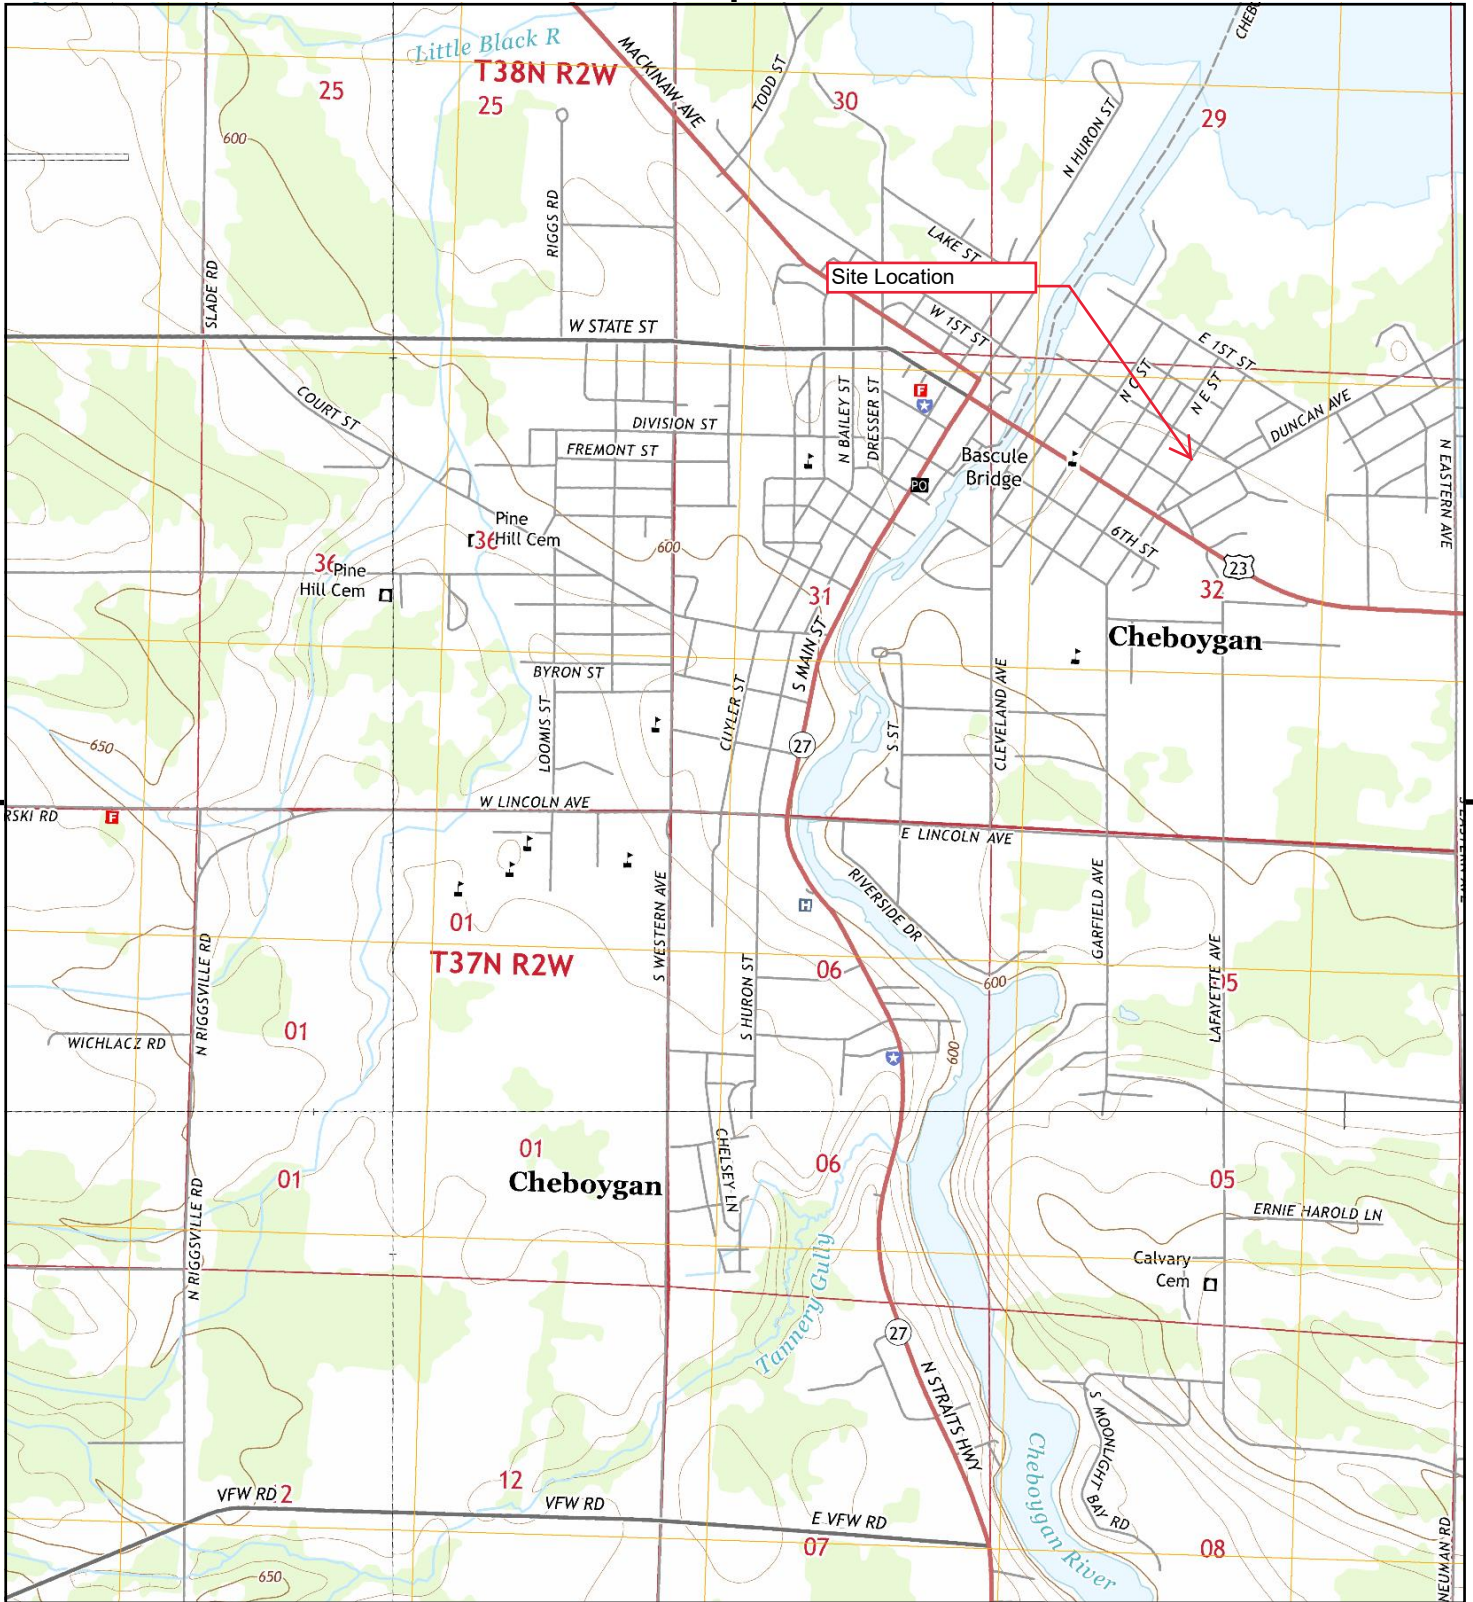 CHEBO
Little Black R
T38N R2W
MACKINAW AVE
TODD ST
25
25
30
29
600
N HURON ST
RIGGS RD
SLADE RD
LAKE ST
Site Location
W STATE ST
W 1ST ST
E 1ST ST
N C ST
N E ST
DUNCAN AVE
COURT ST
DIVISION ST
FREMONT ST
N BAILEY ST
DRESSER ST
F
PO
Bascule
Bridge
N EASTERN AVE
Pine
Hill Cem
36
36
Pine
Hill Cem
600
6TH ST
23
31
32
Cheboygan
BYRON ST
LOOMIS ST
CUYLER ST
S MAIN ST
S ST
CLEVELAND AVE
650
27
RSKI RD
F
W LINCOLN AVE
E LINCOLN AVE
RIVERSIDE DR
H
GARFIELD AVE
LAFAYETTE AVE
01
T37N R2W
S WESTERN AVE
S HURON ST
06
600
05
N RIGGSVILLE RD
01
WICHLACZ RD
600
CHELSEY LN
01
01
Cheboygan
06
05
N RIGGSVILLE RD
ERNIE HAROLD LN
Calvary
Cem
Tannery Gully
27
N STRAITS HWY
S MOONLIGHT BAY RD
Cheboygan River
12
VFW RD
2
VFW RD
E VFW RD
07
08
NEUMAN RD
650